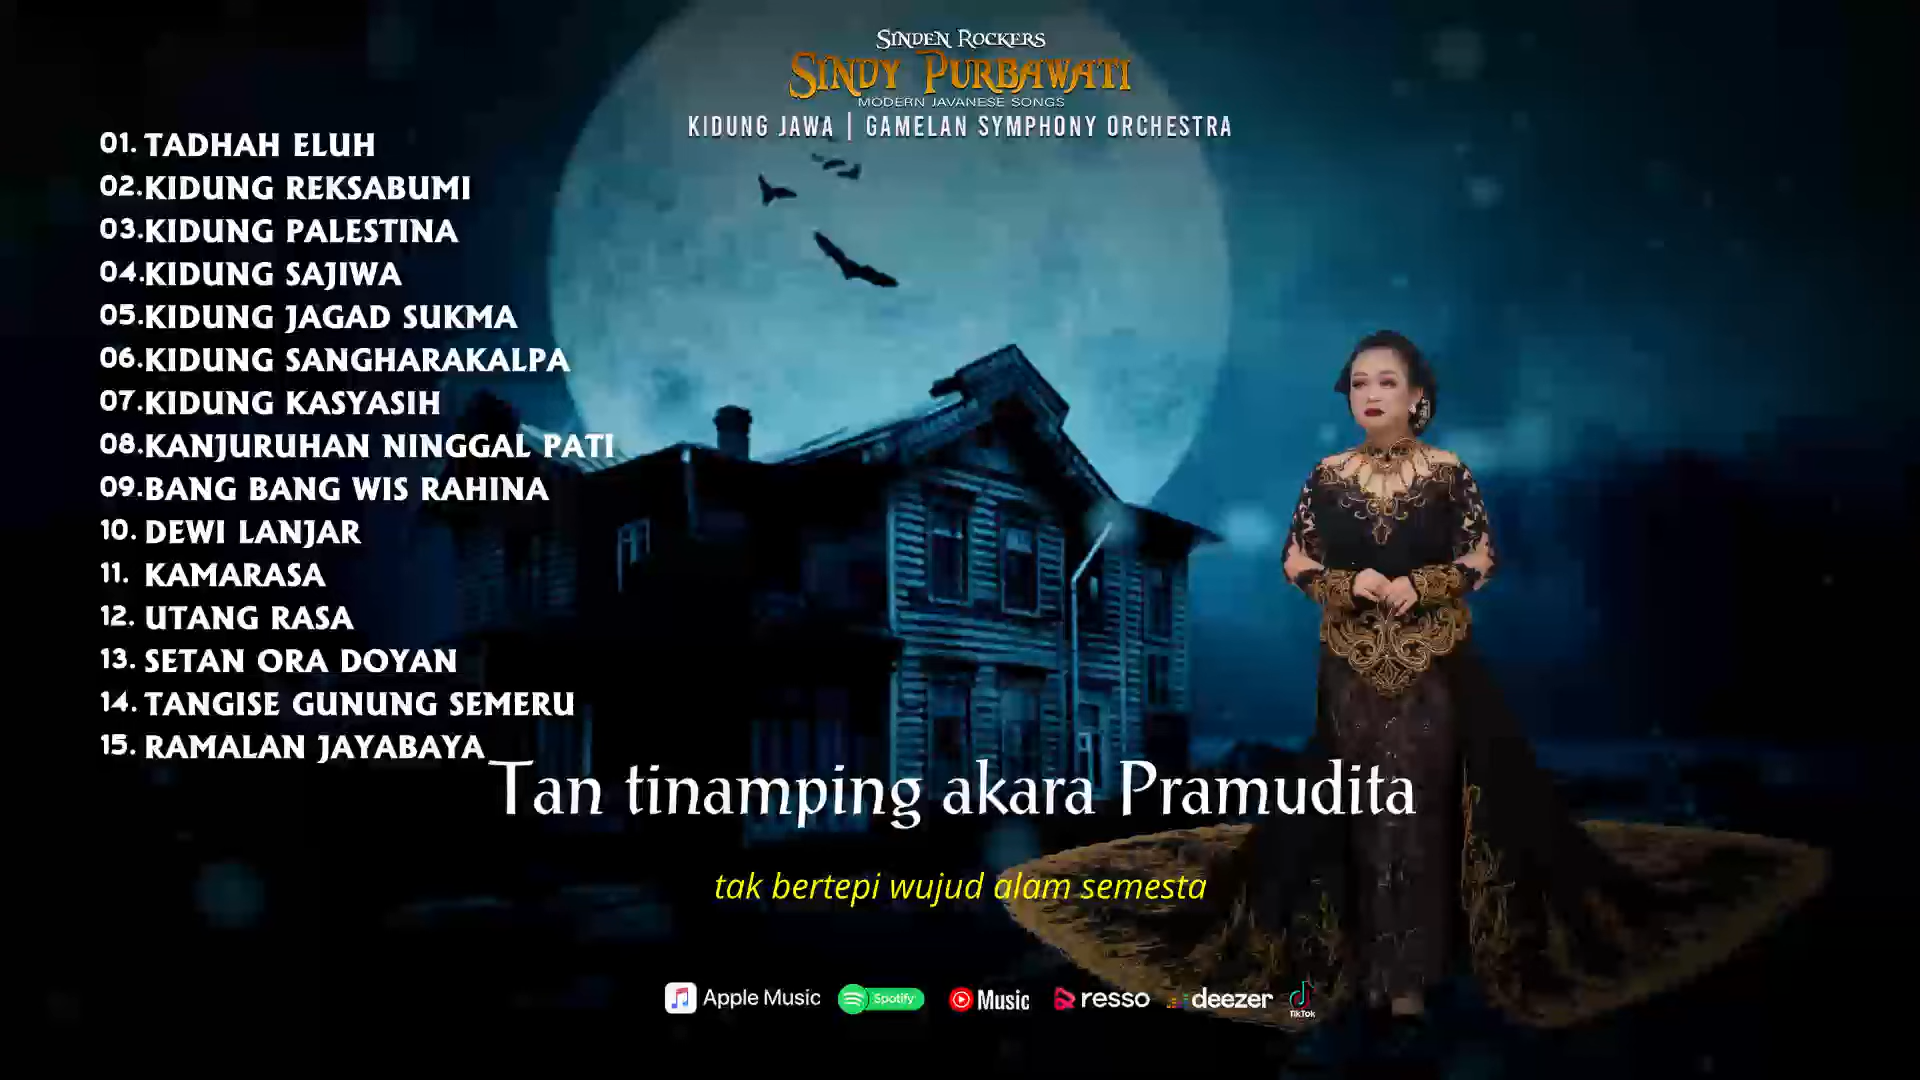 SINDEN ROCKERS
SINDY PURBAWATI
MODERN JAVANESE SONGS
KIDUNG JAWA | GAMELAN SYMPHONY ORCHESTRA
01. TADHAH ELUH
02. KIDUNG REKSABUMI
03. KIDUNG PALESTINA
04. KIDUNG SAJIWA
05. KIDUNG JAGAD SUKMA
06. KIDUNG SANGHARAKALPA
07. KIDUNG KASYASIH
08. KANJURUHAN NINGGAL PATI
09. BANG BANG WIS RAHINA
10. DEWI LANJAR
11. KAMARASA
12. UTANG RASA
13. SETAN ORA DOYAN
14. TANGISE GUNUNG SEMERU
15. RAMALAN JAYABAYA
Tan tinamping akara Pramudita
tak bertepi wujud alam semesta
Apple Music Spotify Music resso deezer TikTok